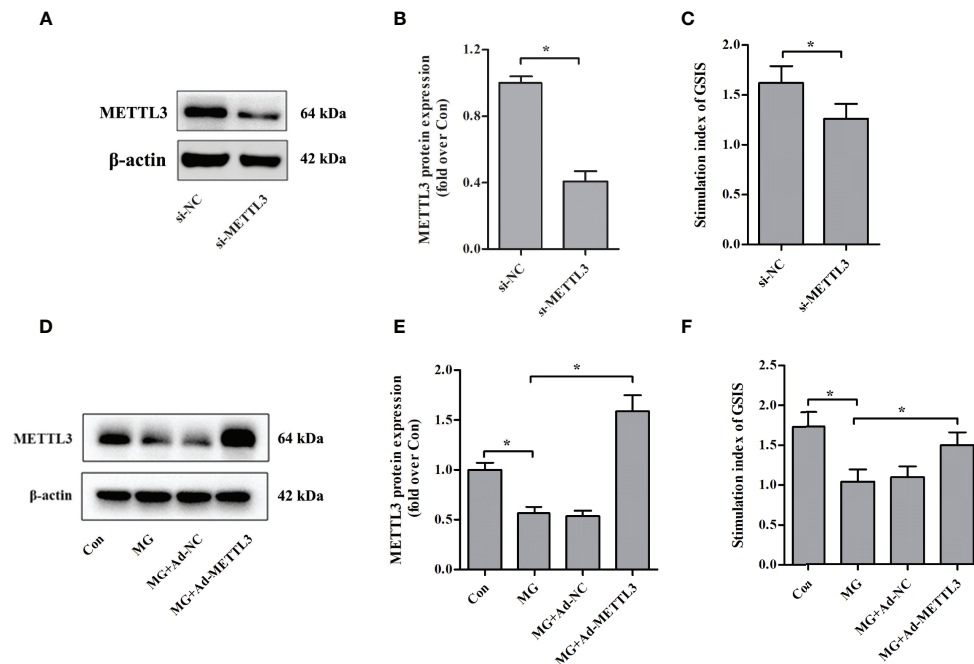 A
METTL3
64 kDa
β-actin
42 kDa
si-NC
si-METTL3
B
METTL3 protein expression
(fold over Con)
1.2
0.8
0.4
0.0
*
si-NC
si-METTL3
C
Stimulation index of GSIS
2.0
1.5
1.0
0.5
0.0
*
si-NC
si-METTL3
D
METTL3
64 kDa
β-actin
42 kDa
Con
MG
MG+Ad-NC
MG+Ad-METTL3
E
METTL3 protein expression
(fold over Con)
2.0
1.5
1.0
0.5
0.0
*
*
Con
MG
MG+Ad-NC
MG+Ad-METTL3
F
Stimulation index of GSIS
2.5
2.0
1.5
1.0
0.5
0.0
*
*
Con
MG
MG+Ad-NC
MG+Ad-METTL3